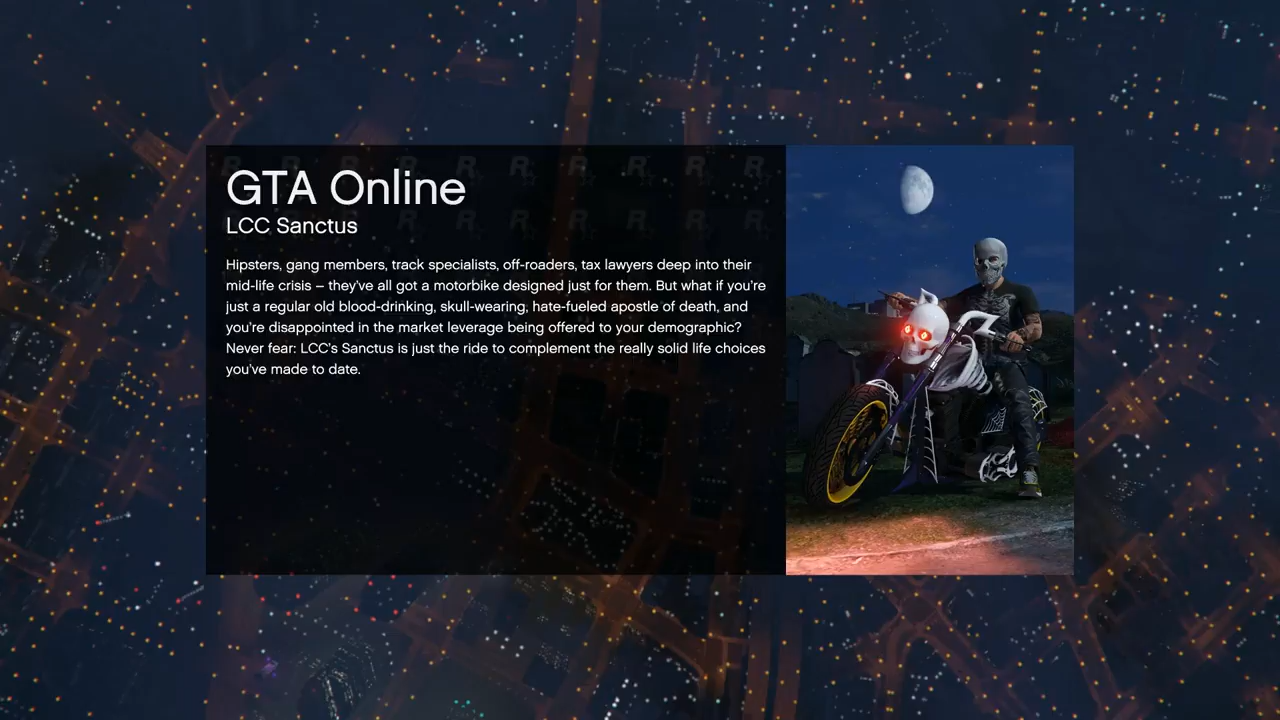 GTA Online
LCC Sanctus
Hipsters, gang members, track specialists, off-roaders, tax lawyers deep into their
mid-life crisis – they've all got a motorbike designed just for them. But what if you're
just a regular old blood-drinking, skull-wearing, hate-fueled apostle of death, and
you're disappointed in the market leverage being offered to your demographic?
Never fear: LCC's Sanctus is just the ride to complement the really solid life choices
you've made to date.